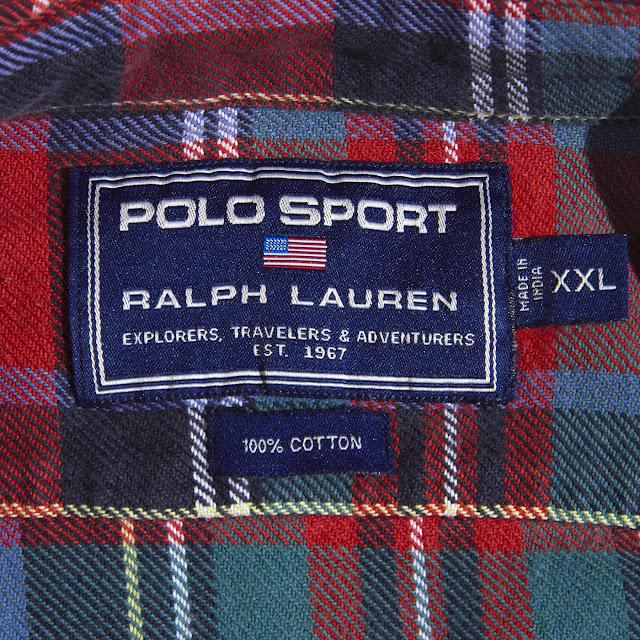 POLO SPORT
RALPH LAUREN
EXPLORERS, TRAVELERS & ADVENTURERS
EST. 1967
MADE IN
INDIA
XXL
100% COTTON